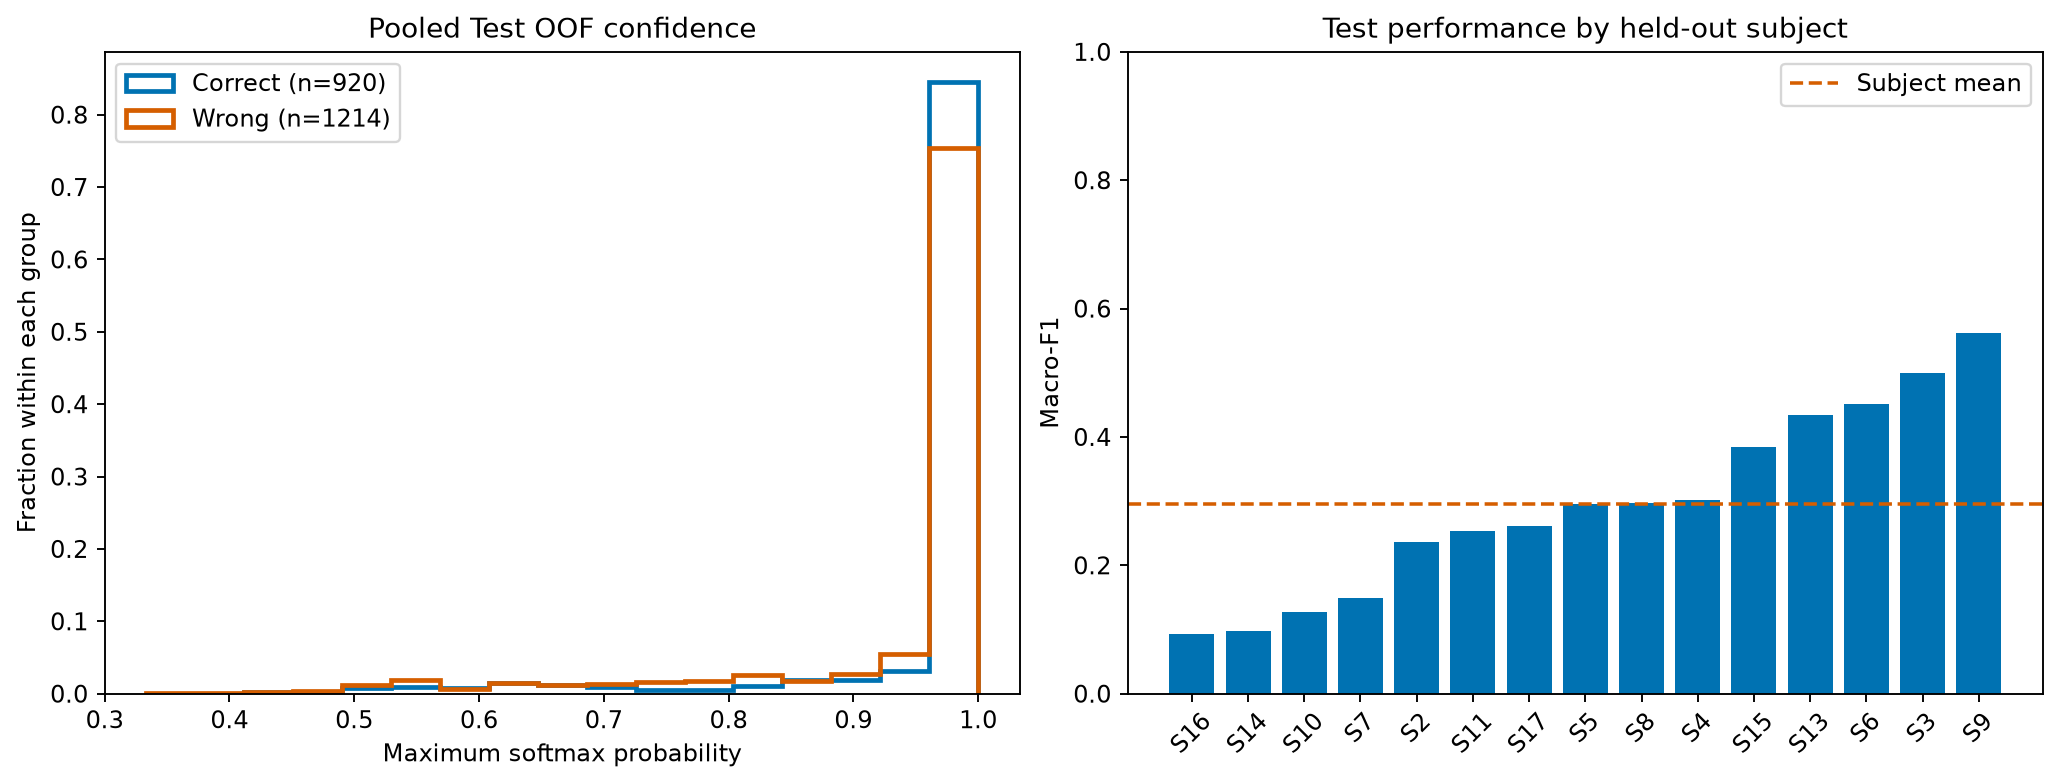 Pooled Test OOF confidence
Correct (n=920)
Wrong (n=1214)
Fraction within each group
0.8
0.7
0.6
0.5
0.4
0.3
0.2
0.1
0.0
0.3 0.4 0.5 0.6 0.7 0.8 0.9 1.0
Maximum softmax probability
Test performance by held-out subject
Subject mean
Macro-F1
1.0
0.8
0.6
0.4
0.2
0.0
S16 S14 S10 S7 S2 S11 S17 S5 S8 S4 S15 S13 S6 S3 S9